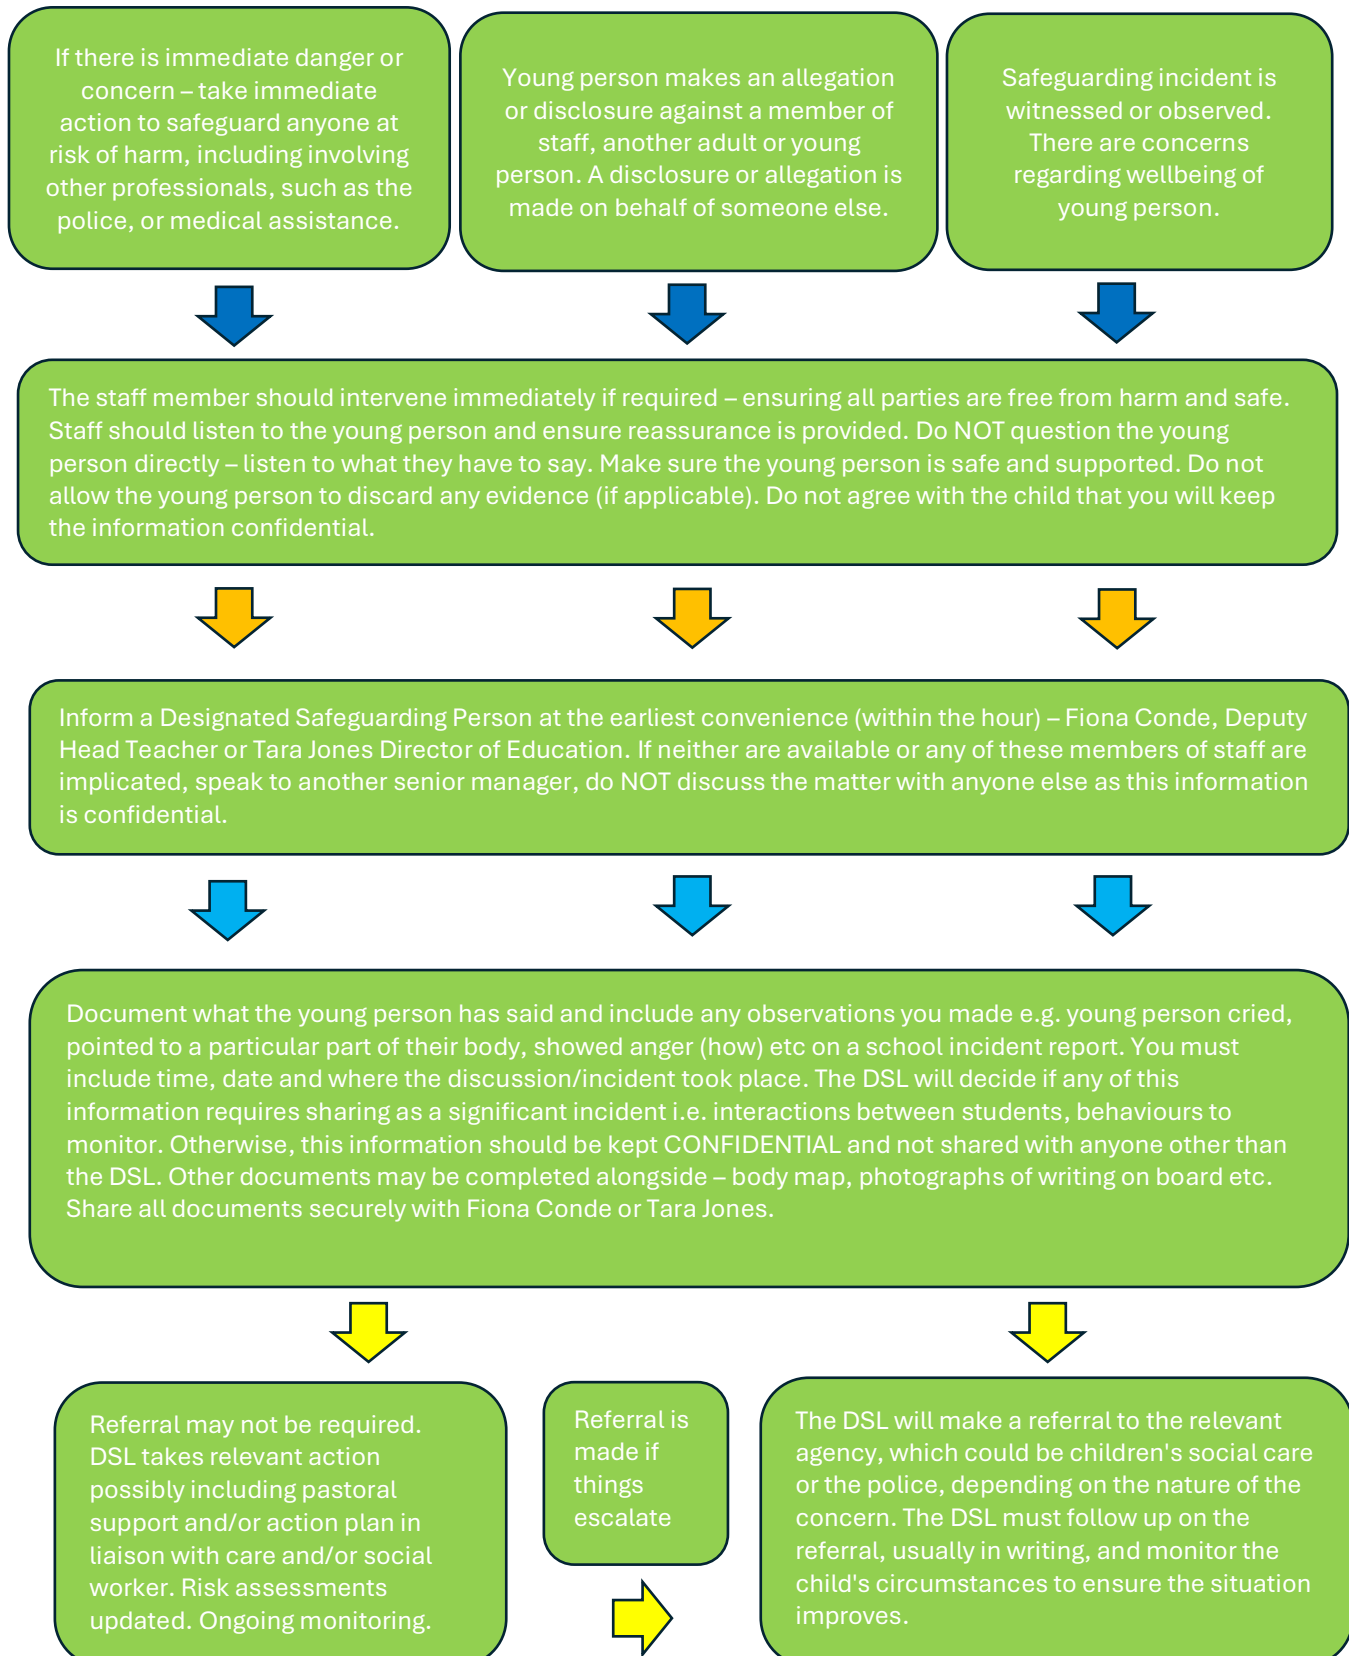 If there is immediate danger or
concern – take immediate
action to safeguard anyone at
risk of harm, including involving
other professionals, such as the
police, or medical assistance.
Young person makes an allegation
or disclosure against a member of
staff, another adult or young
person. A disclosure or allegation is
made on behalf of someone else.
Safeguarding incident is
witnessed or observed.
There are concerns
regarding wellbeing of
young person.
The staff member should intervene immediately if required – ensuring all parties are free from harm and safe.
Staff should listen to the young person and ensure reassurance is provided. Do NOT question the young
person directly – listen to what they have to say. Make sure the young person is safe and supported. Do not
allow the young person to discard any evidence (if applicable). Do not agree with the child that you will keep
the information confidential.
Inform a Designated Safeguarding Person at the earliest convenience (within the hour) – Fiona Conde, Deputy
Head Teacher or Tara Jones Director of Education. If neither are available or any of these members of staff are
implicated, speak to another senior manager, do NOT discuss the matter with anyone else as this information
is confidential.
Document what the young person has said and include any observations you made e.g. young person cried,
pointed to a particular part of their body, showed anger (how) etc on a school incident report. You must
include time, date and where the discussion/incident took place. The DSL will decide if any of this
information requires sharing as a significant incident i.e. interactions between students, behaviours to
monitor. Otherwise, this information should be kept CONFIDENTIAL and not shared with anyone other than
the DSL. Other documents may be completed alongside – body map, photographs of writing on board etc.
Share all documents securely with Fiona Conde or Tara Jones.
Referral may not be required.
DSL takes relevant action
possibly including pastoral
support and/or action plan in
liaison with care and/or social
worker. Risk assessments
updated. Ongoing monitoring.
Referral is
made if
things
escalate
The DSL will make a referral to the relevant
agency, which could be children's social care
or the police, depending on the nature of the
concern. The DSL must follow up on the
referral, usually in writing, and monitor the
child's circumstances to ensure the situation
improves.